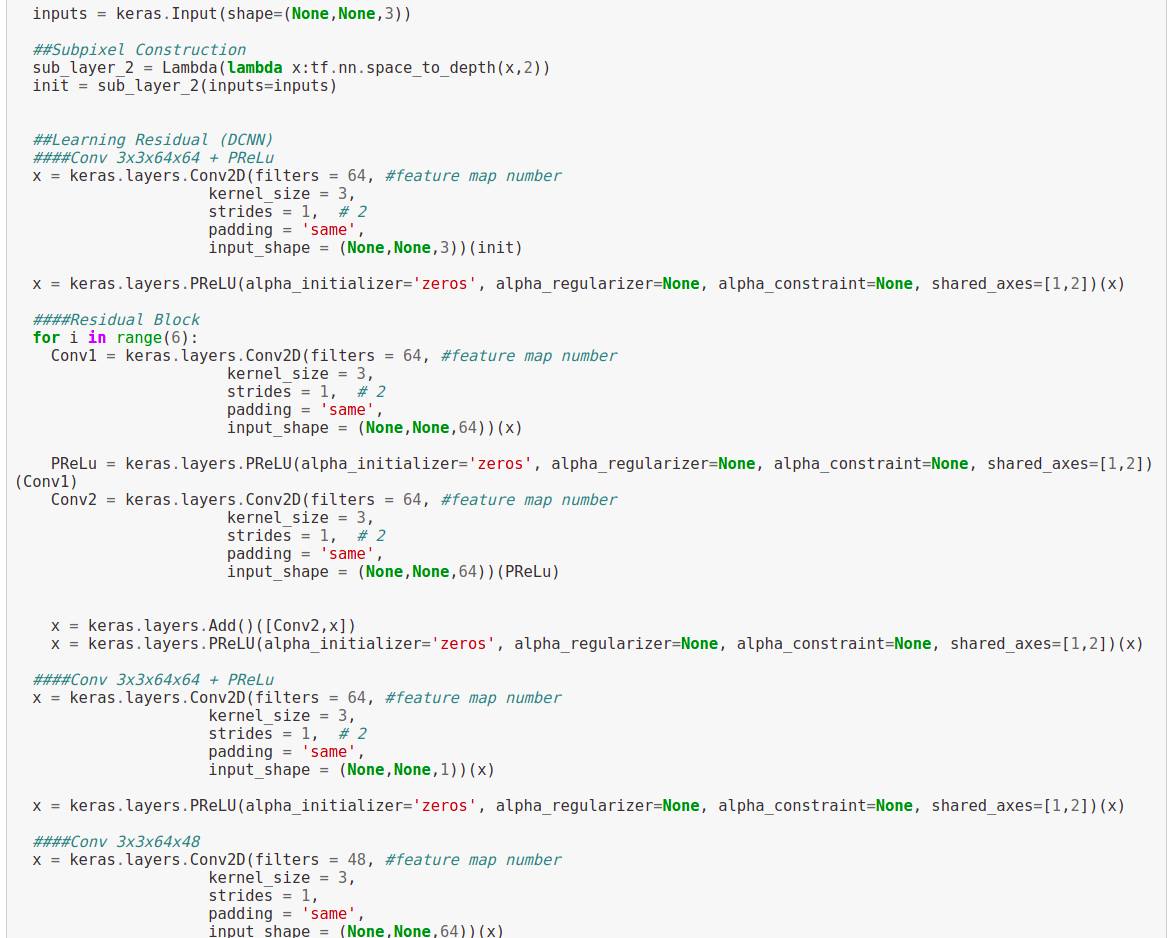 inputs = keras.Input(shape=(None,None,3))
##Subpixel Construction
sub_layer_2 = Lambda(lambda x:tf.nn.space_to_depth(x,2))
init = sub_layer_2(inputs=inputs)
##Learning Residual (DCNN)
####Conv 3x3x64x64 + PReLu
x = keras.layers.Conv2D(filters = 64, #feature map number
kernel_size = 3,
strides = 1,  # 2
padding = 'same',
input_shape = (None,None,3))(init)
x = keras.layers.PReLU(alpha_initializer='zeros', alpha_regularizer=None, alpha_constraint=None, shared_axes=[1,2])(x)
####Residual Block
for i in range(6):
Conv1 = keras.layers.Conv2D(filters = 64, #feature map number
kernel_size = 3,
strides = 1,  # 2
padding = 'same',
input_shape = (None,None,64))(x)
PReLu = keras.layers.PReLU(alpha_initializer='zeros', alpha_regularizer=None, alpha_constraint=None, shared_axes=[1,2])
(Conv1)
Conv2 = keras.layers.Conv2D(filters = 64, #feature map number
kernel_size = 3,
strides = 1,  # 2
padding = 'same',
input_shape = (None,None,64))(PReLu)
x = keras.layers.Add()([Conv2,x])
x = keras.layers.PReLU(alpha_initializer='zeros', alpha_regularizer=None, alpha_constraint=None, shared_axes=[1,2])(x)
####Conv 3x3x64x64 + PReLu
x = keras.layers.Conv2D(filters = 64, #feature map number
kernel_size = 3,
strides = 1,  # 2
padding = 'same',
input_shape = (None,None,1))(x)
x = keras.layers.PReLU(alpha_initializer='zeros', alpha_regularizer=None, alpha_constraint=None, shared_axes=[1,2])(x)
####Conv 3x3x64x48
x = keras.layers.Conv2D(filters = 48, #feature map number
kernel_size = 3,
strides = 1,
padding = 'same',
input_shape = (None,None,64))(x)